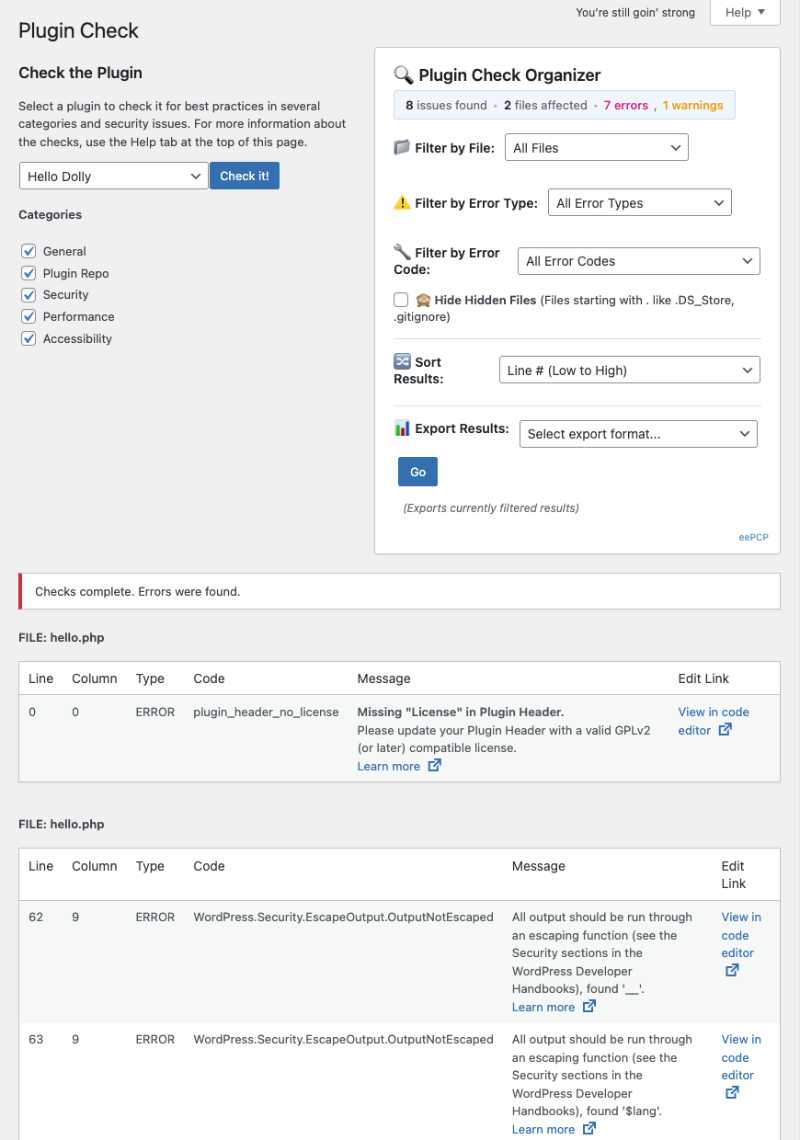 You're still goin' strong
Help ▼
Plugin Check
Check the Plugin
Select a plugin to check it for best practices in several
categories and security issues. For more information about
the checks, use the Help tab at the top of this page.
Hello Dolly
Check it!
Categories
General
Plugin Repo
Security
Performance
Accessibility
🔍 Plugin Check Organizer
8 issues found · 2 files affected · 7 errors , 1 warnings
📁 Filter by File:
All Files
⚠️ Filter by Error Type:
All Error Types
🔧 Filter by Error
Code:
All Error Codes
🙈 Hide Hidden Files (Files starting with . like .DS_Store,
.gitignore)
🔀 Sort
Results:
Line # (Low to High)
📊 Export Results:
Select export format...
Go
(Exports currently filtered results)
eePCP
Checks complete. Errors were found.
FILE: hello.php
Line Column Type Code Message Edit Link
0 0 ERROR plugin_header_no_license Missing "License" in Plugin Header. View in code
Please update your Plugin Header with a valid GPLv2 editor
(or later) compatible license.
Learn more
FILE: hello.php
Line Column Type Code Message Edit
Link
62 9 ERROR WordPress.Security.EscapeOutput.OutputNotEscaped All output should be run through View in
an escaping function (see the code
Security sections in the editor
WordPress Developer
Handbooks), found '__'.
Learn more
63 9 ERROR WordPress.Security.EscapeOutput.OutputNotEscaped All output should be run through View in
an escaping function (see the code
Security sections in the editor
WordPress Developer
Handbooks), found '$lang'.
Learn more